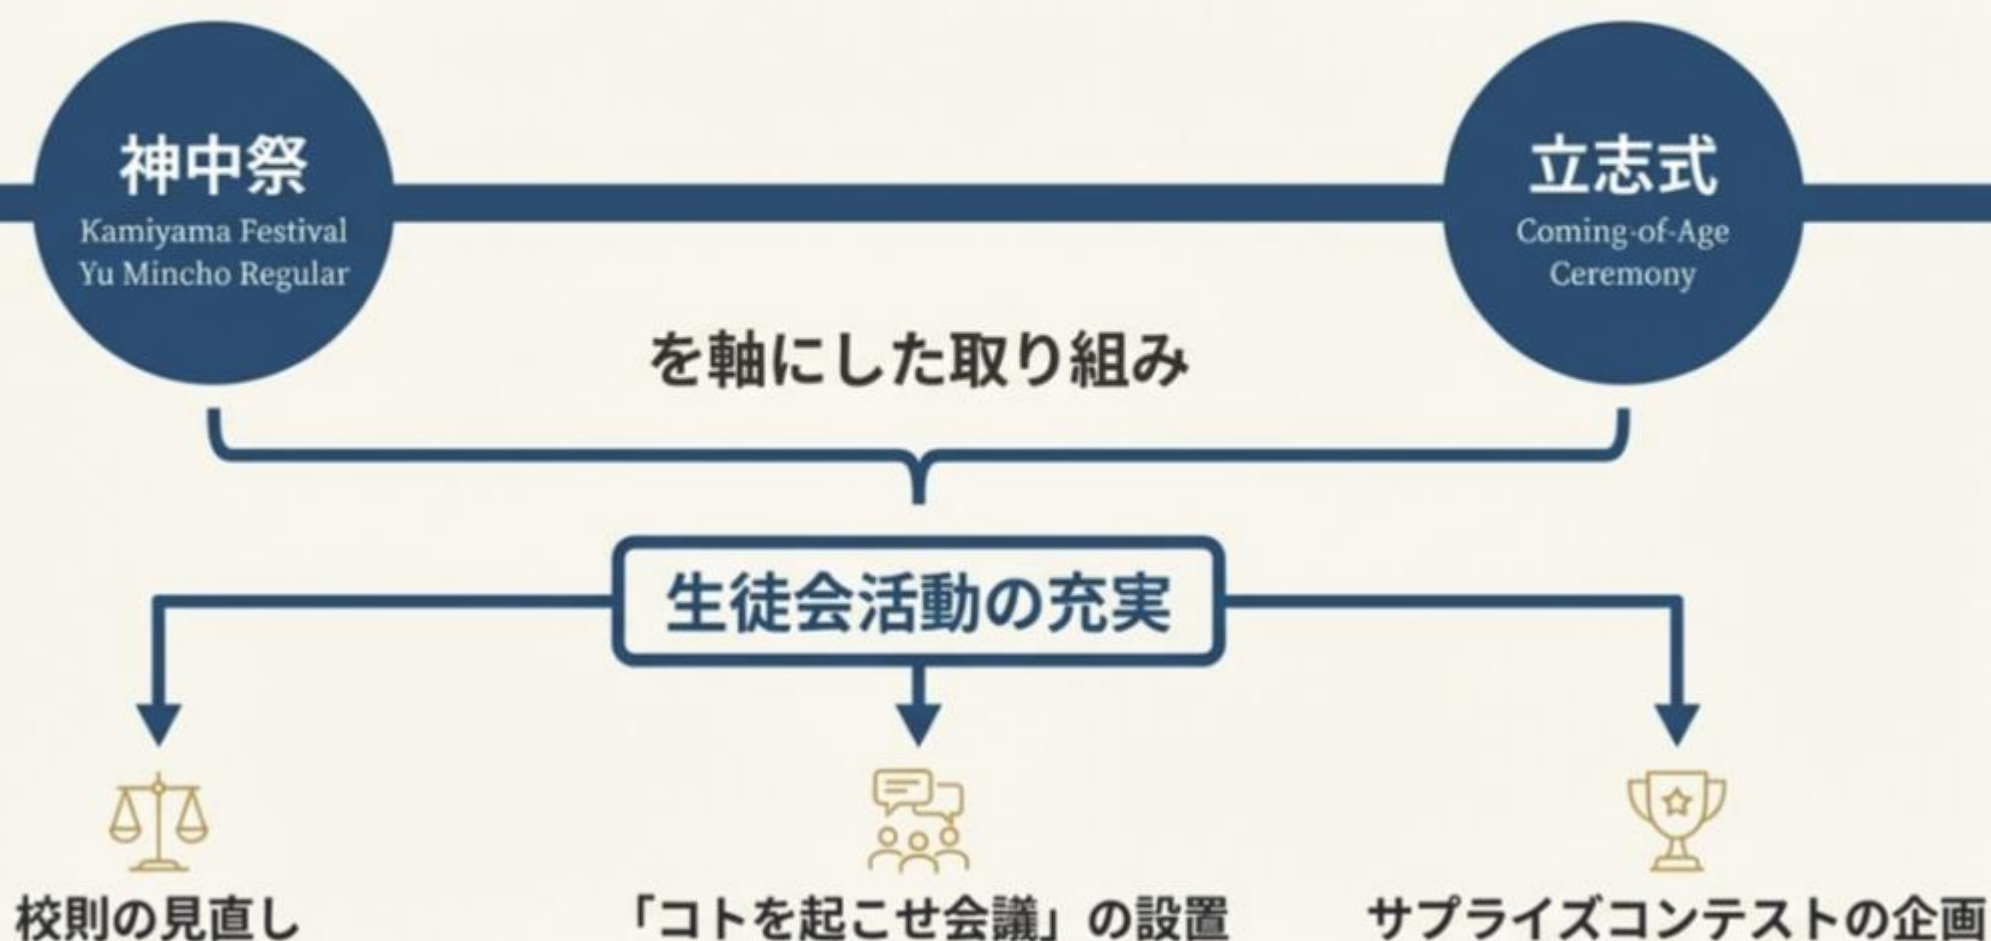 神中祭
Kamiyama Festival
Yu Mincho Regular
立志式
Coming-of-Age
Ceremony
を軸にした取り組み
生徒会活動の充実
校則の見直し
「コトを起こせ会議」の設置
サプライズコンテストの企画